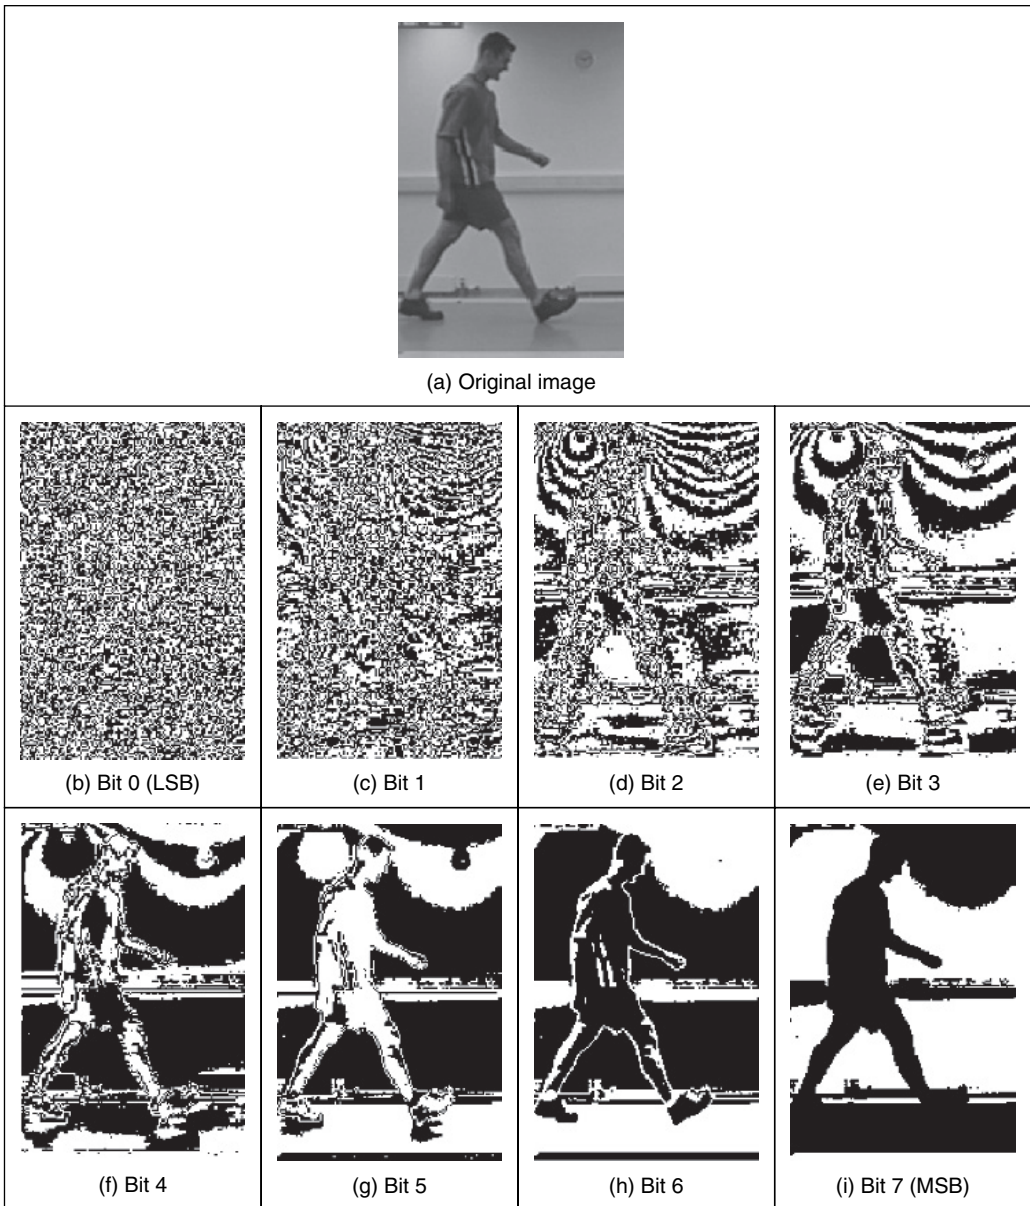 (a) Original image
(b) Bit 0 (LSB)
(c) Bit 1
(d) Bit 2
(e) Bit 3
(f) Bit 4
(g) Bit 5
(h) Bit 6
(i) Bit 7 (MSB)